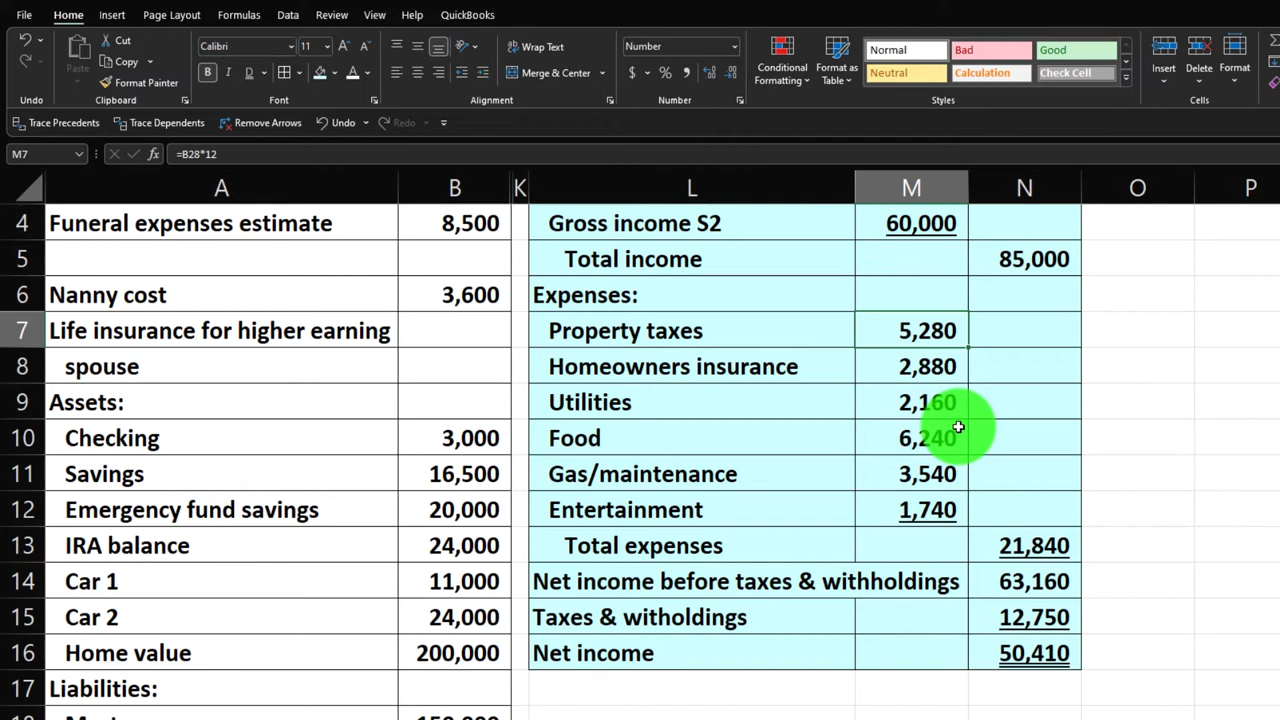 File Home Insert Page Layout Formulas Data Review View Help QuickBooks
Cut
Copy
Format Painter
Paste
Calibri 11
B I U A
Wrap Text
Merge & Center
Number
$ % ,
Conditional Formatting
Format as Table
Normal Bad Good
Neutral Calculation Check Cell
Insert Delete Format
Undo Clipboard Font Alignment Number Styles Cells
Trace Precedents Trace Dependents Remove Arrows Undo Redo
M7 fx =B28*12
A B K L M N O P
4 Funeral expenses estimate 8,500 Gross income S2 60,000
5 Total income 85,000
6 Nanny cost 3,600 Expenses:
7 Life insurance for higher earning Property taxes 5,280
8 spouse Homeowners insurance 2,880
9 Assets: Utilities 2,160
10 Checking 3,000 Food 6,240
11 Savings 16,500 Gas/maintenance 3,540
12 Emergency fund savings 20,000 Entertainment 1,740
13 IRA balance 24,000 Total expenses 21,840
14 Car 1 11,000 Net income before taxes & withholdings 63,160
15 Car 2 24,000 Taxes & witholdings 12,750
16 Home value 200,000 Net income 50,410
17 Liabilities: